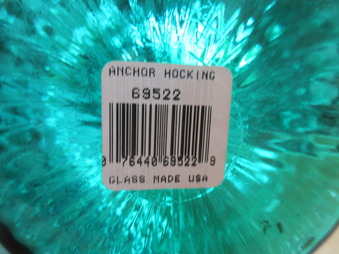 ANCHOR HOCKING
69522
0 76440 69522 9
GLASS MADE USA